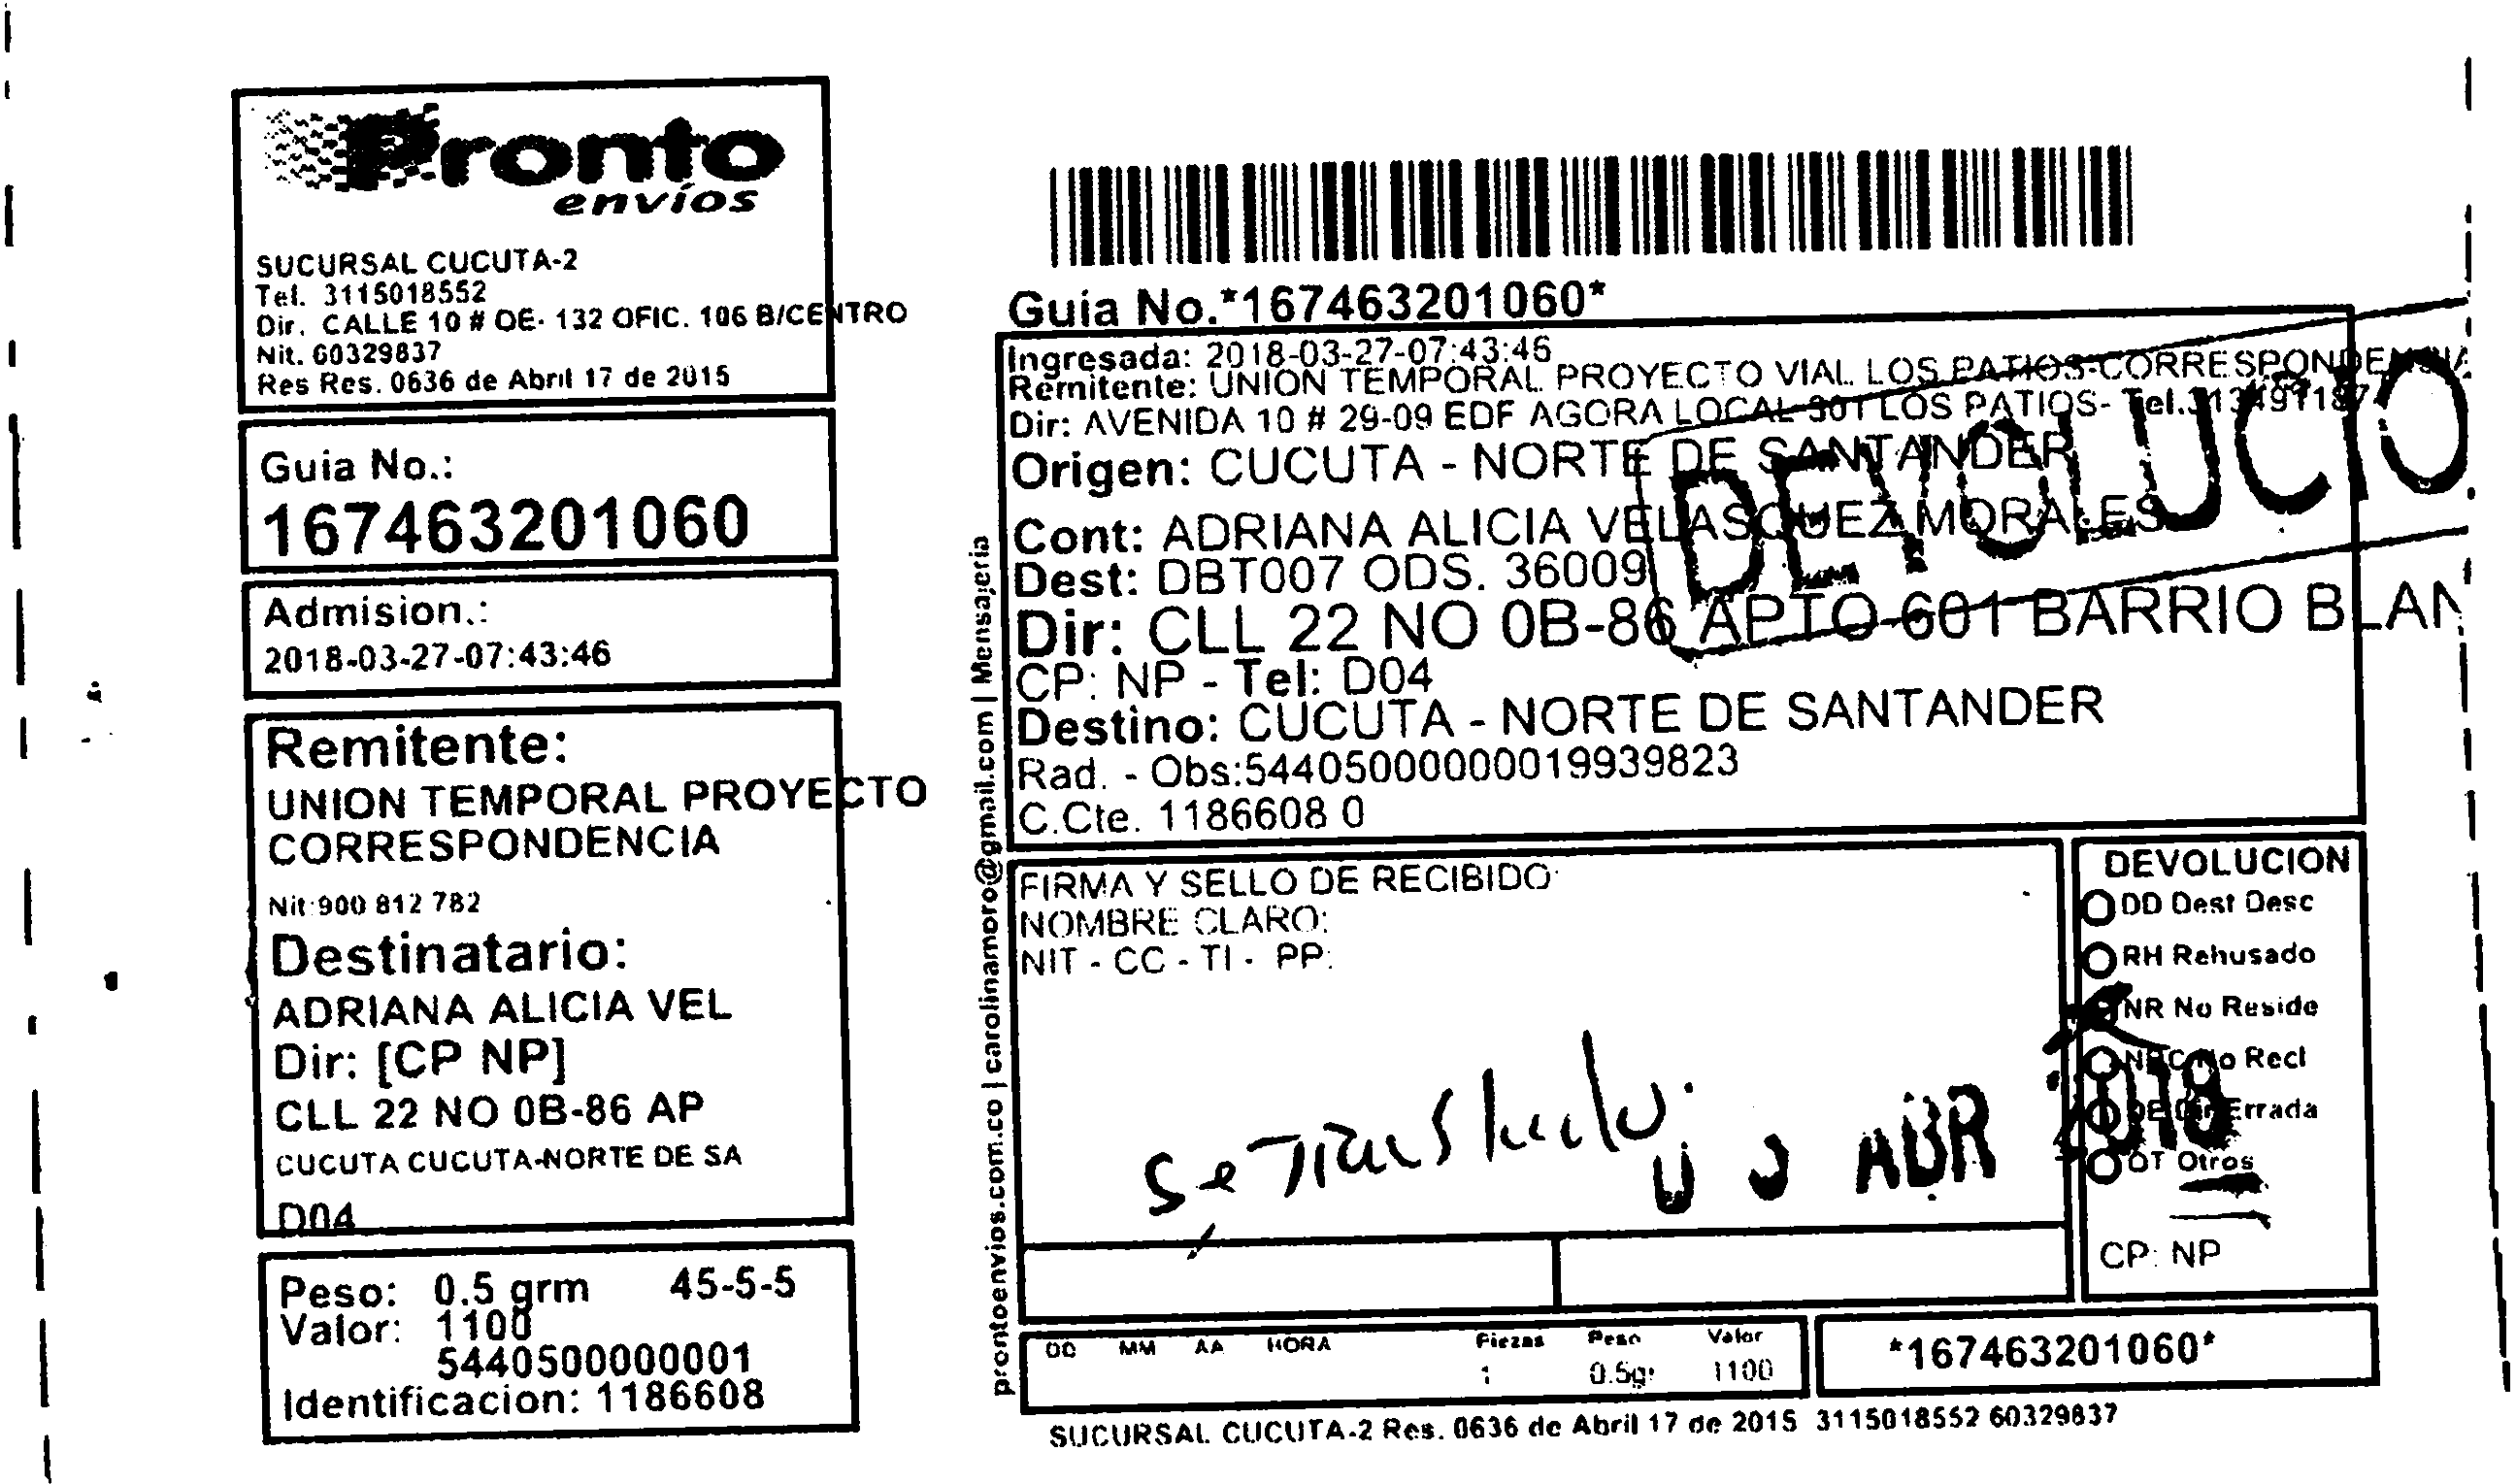 Pronto
envíos
SUCURSAL CUCUTA-2
Tel. 3115018552
Dir. CALLE 10 # OE- 132 OFIC. 106 B/CENTRO
Nit. 60329837
Res Res. 0636 de Abril 17 de 2015
Guia No.:
167463201060
Admision.:
2018-03-27-07:43:46
Remitente:
UNION TEMPORAL PROYECTO
CORRESPONDENCIA
Nit:900 812 782
Destinatario:
ADRIANA ALICIA VEL
Dir: [CP NP]
CLL 22 NO 0B-86 AP
CUCUTA CUCUTA-NORTE DE SA
D04
Peso: 0.5 grm 45-5-5
Valor: 1100
5440500000001
Identificacion: 1186608
prontoenvios.com.co | carolinamoro@gmail.com | Mensajeria
Guia No.*167463201060*
Ingresada: 2018-03-27-07:43:46
Remitente: UNION TEMPORAL PROYECTO VIAL LOS PATIOS-CORRESPONDENCIA
Dir: AVENIDA 10 # 29-09 EDF AGORA LOCAL 301 LOS PATIOS- Tel.3134911874
Origen: CUCUTA - NORTE DE SANTANDER
DEVOLUCIO
Cont: ADRIANA ALICIA VELASQUEZ MORALES
Dest: DBT007 ODS. 36009
Dir: CLL 22 NO 0B-86 APTO 601 BARRIO BLAN
CP: NP - Tel: D04
Destino: CUCUTA - NORTE DE SANTANDER
Rad. - Obs:544050000000019939823
C.Cte. 1186608 0
FIRMA Y SELLO DE RECIBIDO:
NOMBRE CLARO:
NIT - CC - TI - PP:
Se Traslado.
ABR 2018
DEVOLUCION
DD Dest Desc
RH Rehusado
NR No Reside
NRC No Recl
DE Dir Errada
OT Otros
CP: NP
DD MM AA HORA Piezas Peso Valor
1 0.5gr 1100
*167463201060*
SUCURSAL CUCUTA-2 Res. 0636 de Abril 17 de 2015 3115018552 60329837